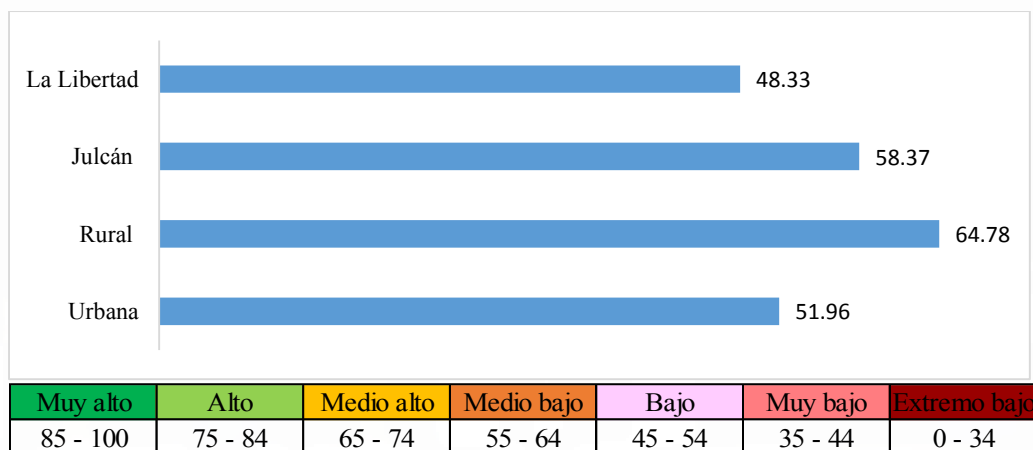 La Libertad 48.33
Julcán 58.37
Rural 64.78
Urbana 51.96
Muy alto Alto Medio alto Medio bajo Bajo Muy bajo Extremo bajo
85 - 100 75 - 84 65 - 74 55 - 64 45 - 54 35 - 44 0 - 34